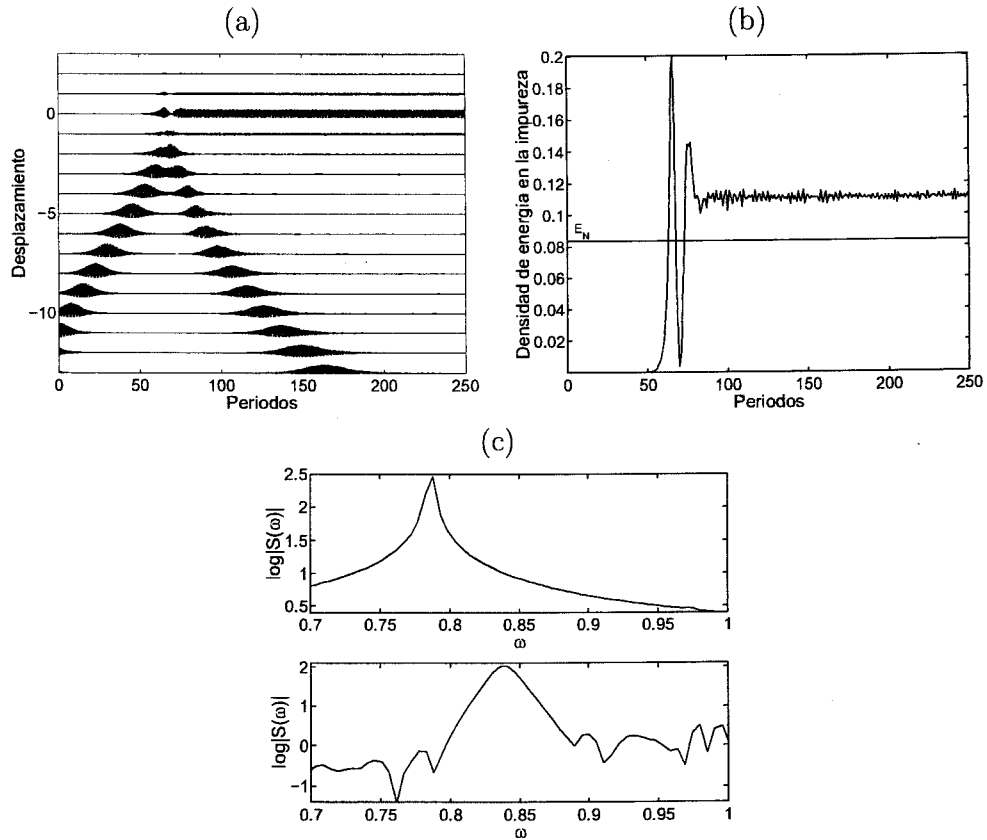 (a)
(b)
Desplazamiento
0
−5
−10
0 50 100 150 200 250
Periodos
Densidad de energía en la impureza
0.2
0.18
0.16
0.14
0.12
0.1
0.08
0.06
0.04
0.02
E_N
0 50 100 150 200 250
Periodos
(c)
|log|S(ω)|
2.5
2
1.5
1
0.5
0.7 0.75 0.8 0.85 0.9 0.95 1
ω
|log|S(ω)|
2
1
0
−1
0.7 0.75 0.8 0.85 0.9 0.95 1
ω